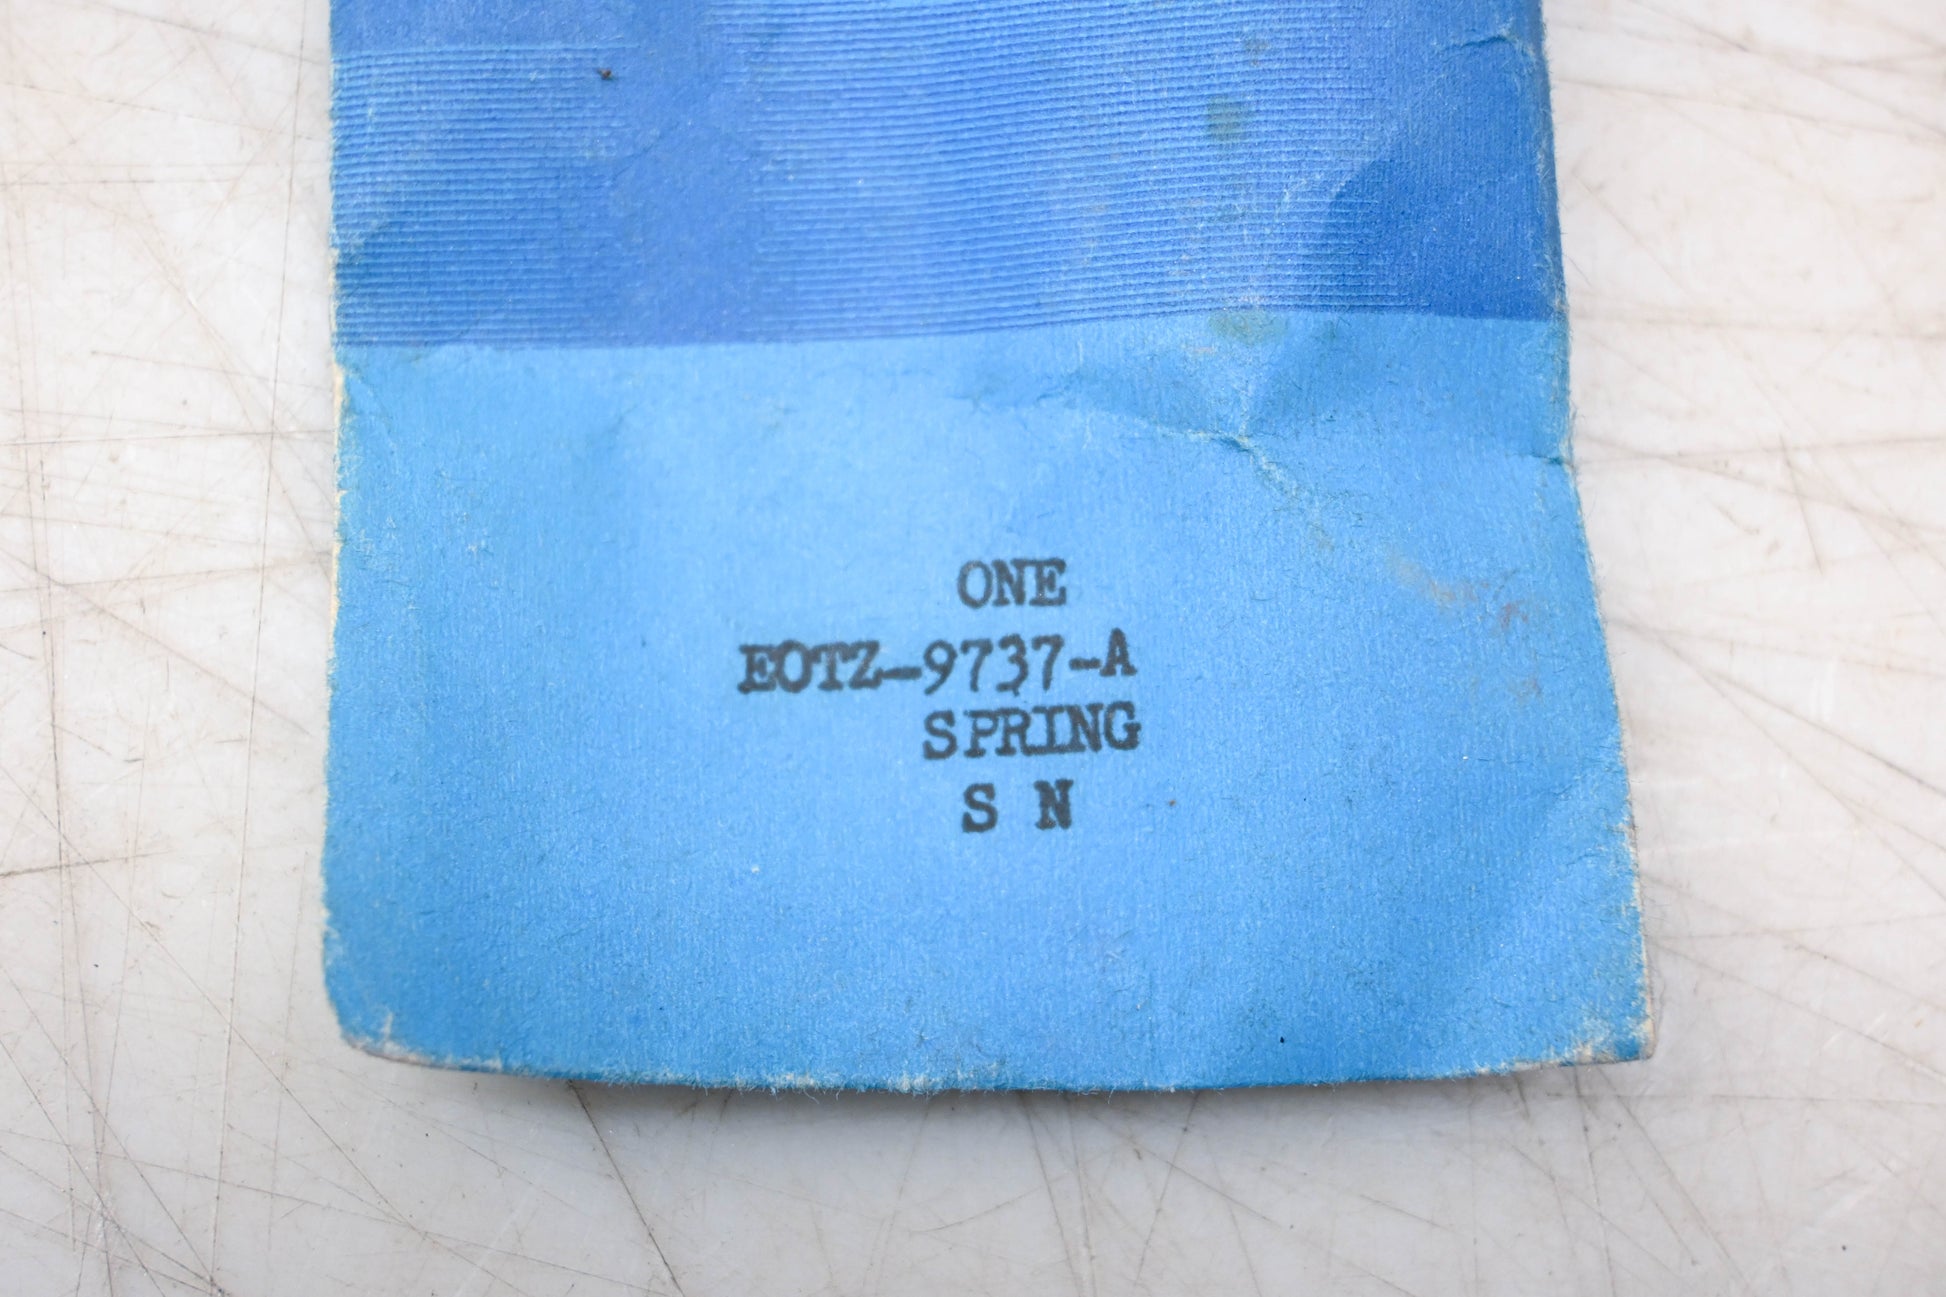 ONE
EOTZ-9737-A
SPRING
S N